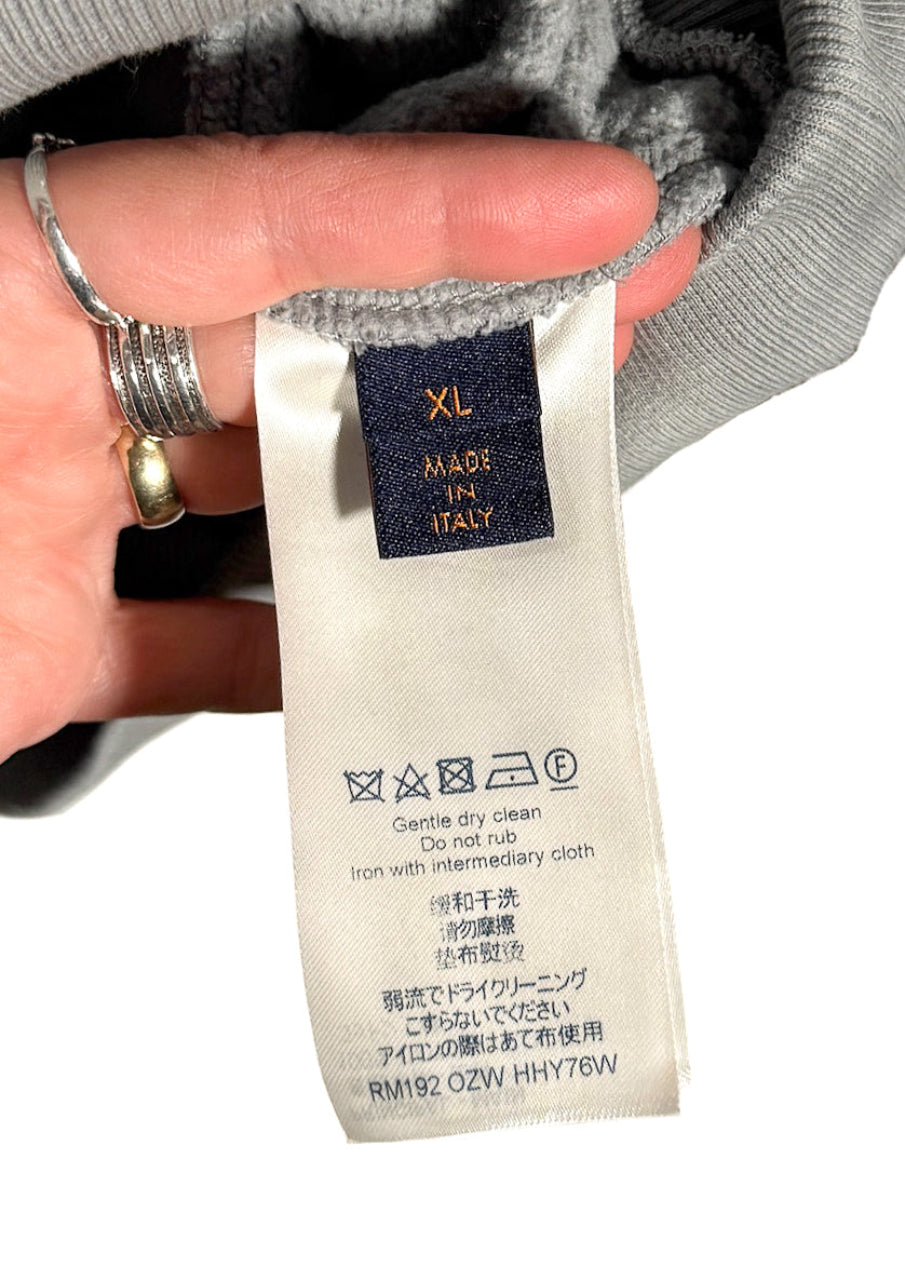 XL
MADE
IN
ITALY
F
Gentle dry clean
Do not rub
Iron with intermediary cloth
缓和干洗
请勿摩擦
垫布熨烫
弱流でドライクリーニング
こすらないでください
アイロンの際はあて布使用
RM192 OZW HHY76W